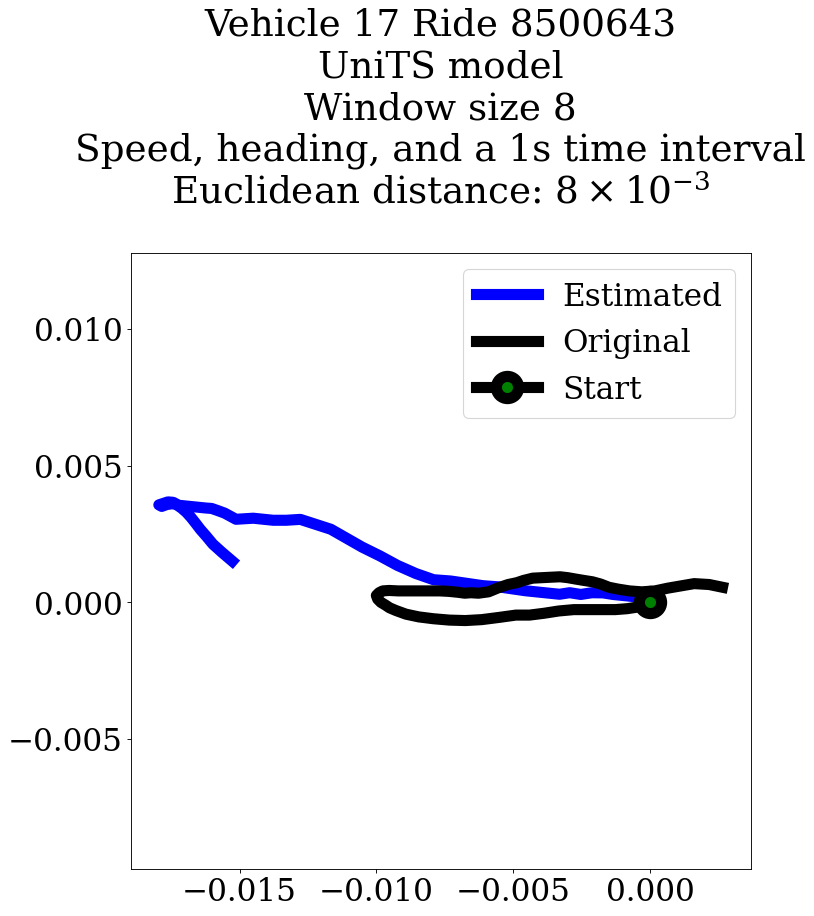 Vehicle 17 Ride 8500643
UniTS model
Window size 8
Speed, heading, and a 1s time interval
Euclidean distance: 8 × 10⁻³
Estimated
Original
Start
0.010
0.005
0.000
−0.005
−0.015 −0.010 −0.005 0.000